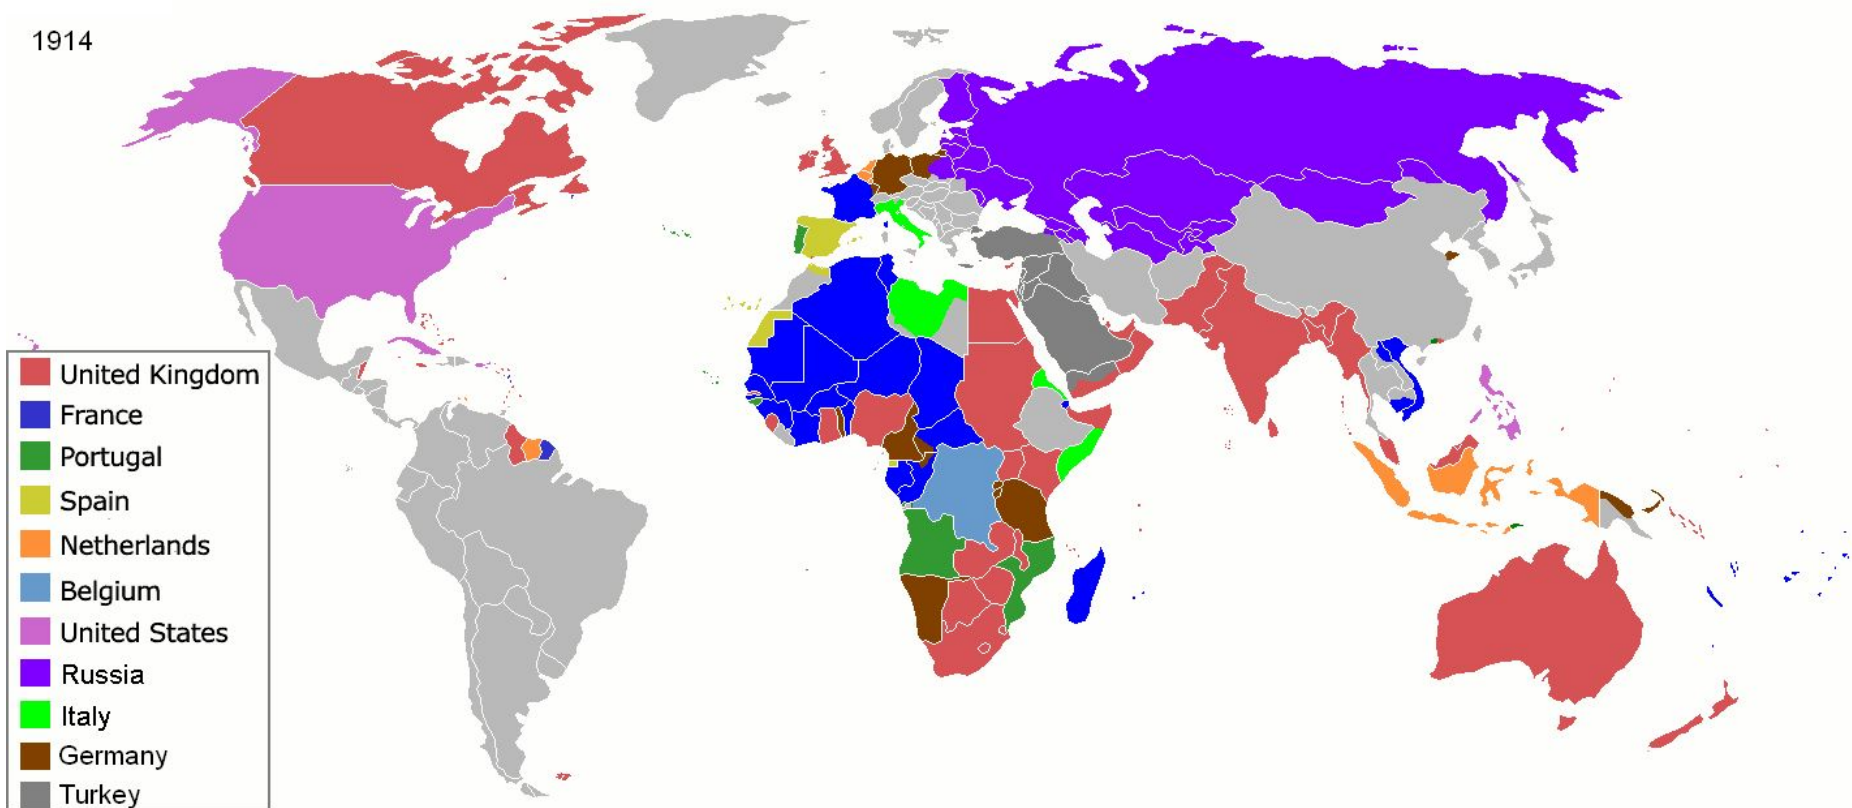 1914
United Kingdom
France
Portugal
Spain
Netherlands
Belgium
United States
Russia
Italy
Germany
Turkey